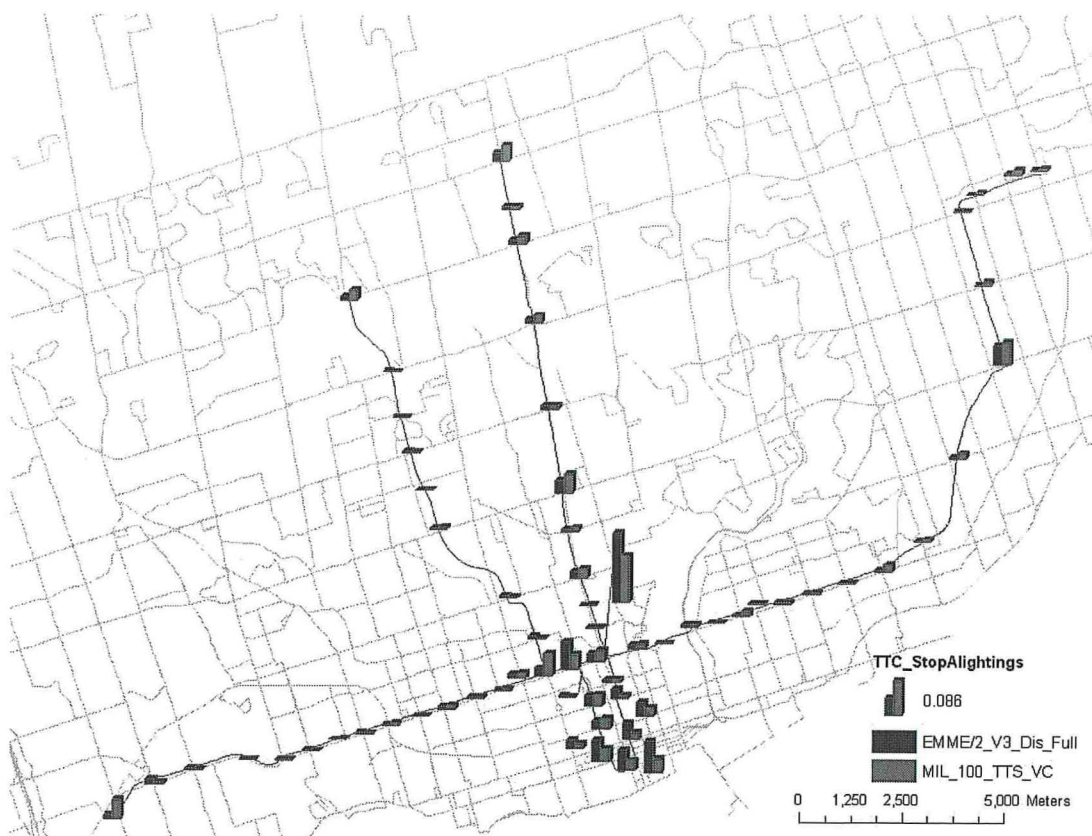 TTC_StopAlightings
0.086
EMME/2_V3_Dis_Full
MIL_100_TTS_VC
0 1,250 2,500 5,000 Meters